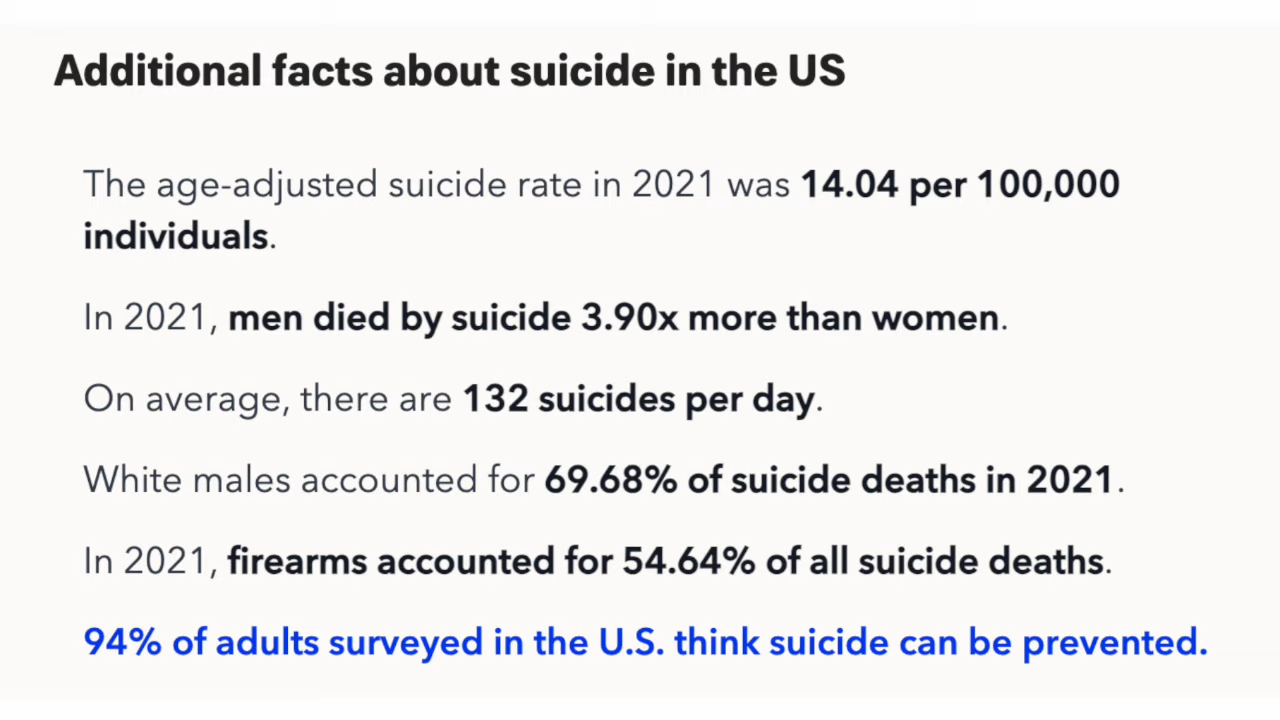 Additional facts about suicide in the US
The age-adjusted suicide rate in 2021 was 14.04 per 100,000
individuals.
In 2021, men died by suicide 3.90x more than women.
On average, there are 132 suicides per day.
White males accounted for 69.68% of suicide deaths in 2021.
In 2021, firearms accounted for 54.64% of all suicide deaths.
94% of adults surveyed in the U.S. think suicide can be prevented.